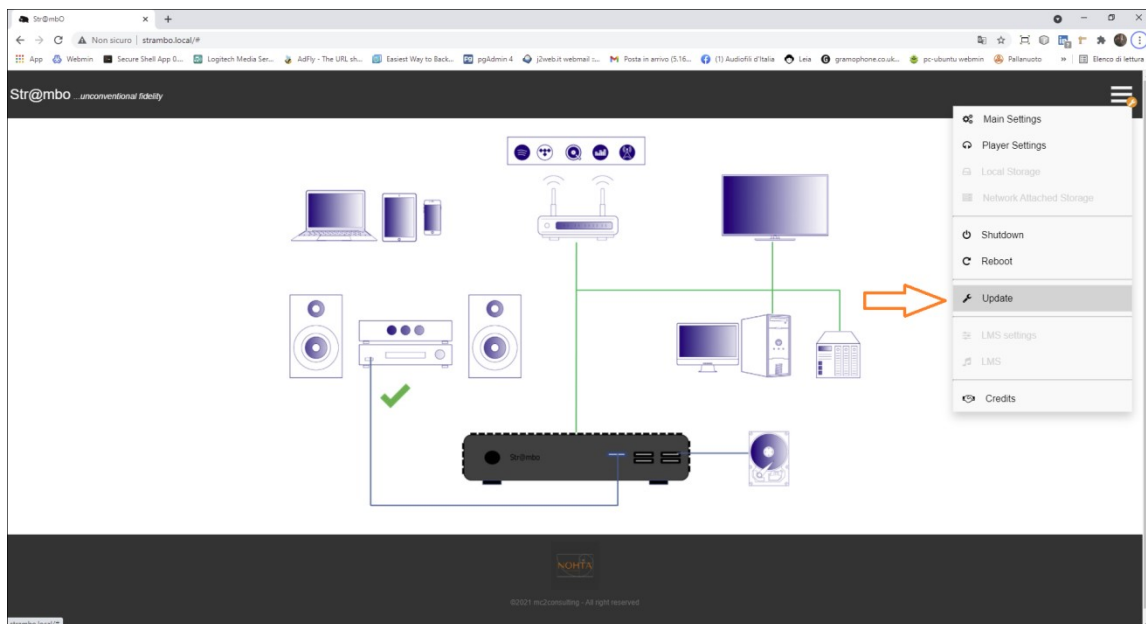 Str@mbO
Non sicuro | strambo.local/#
App
Webmin
Secure Shell App 0...
Logitech Media Ser...
AdFly - The URL sh...
Easiest Way to Back...
pgAdmin 4
j2web.it webmail ::...
Posta in arrivo (5.16...
(1) Audiofili d'Italia
Leia
gramophone.co.uk...
pc-ubuntu webmin
Pallanuoto
»
Elenco di lettura
Str@mbo ...unconventional fidelity
Main Settings
Player Settings
Local Storage
Network Attached Storage
Shutdown
Reboot
Update
LMS settings
LMS
Credits
Str@mbo
NOHTA
©2021 mc2consulting - All right reserved
strambo.local/#